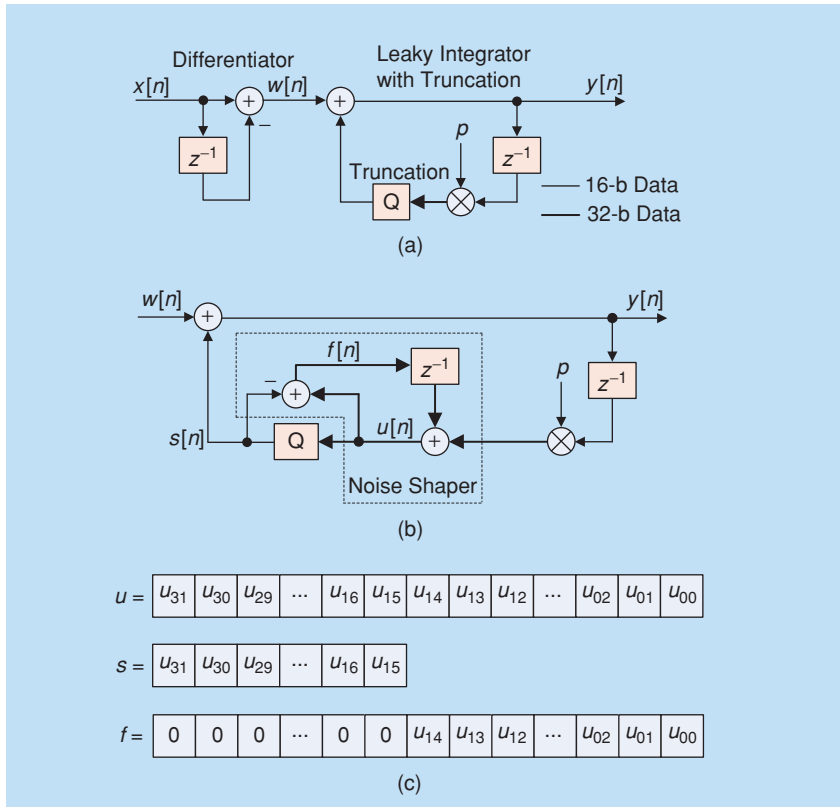 Differentiator
Leaky Integrator
with Truncation
x[n]
w[n]
y[n]
+
+
−
p
z⁻¹
z⁻¹
Truncation
Q
16-b Data
32-b Data
(a)
w[n]
y[n]
+
f[n]
z⁻¹
z⁻¹
−
+
p
s[n]
Q
u[n]
+
Noise Shaper
(b)
u = u₃₁ u₃₀ u₂₉ ... u₁₆ u₁₅ u₁₄ u₁₃ u₁₂ ... u₀₂ u₀₁ u₀₀
s = u₃₁ u₃₀ u₂₉ ... u₁₆ u₁₅
f = 0 0 0 ... 0 0 u₁₄ u₁₃ u₁₂ ... u₀₂ u₀₁ u₀₀
(c)